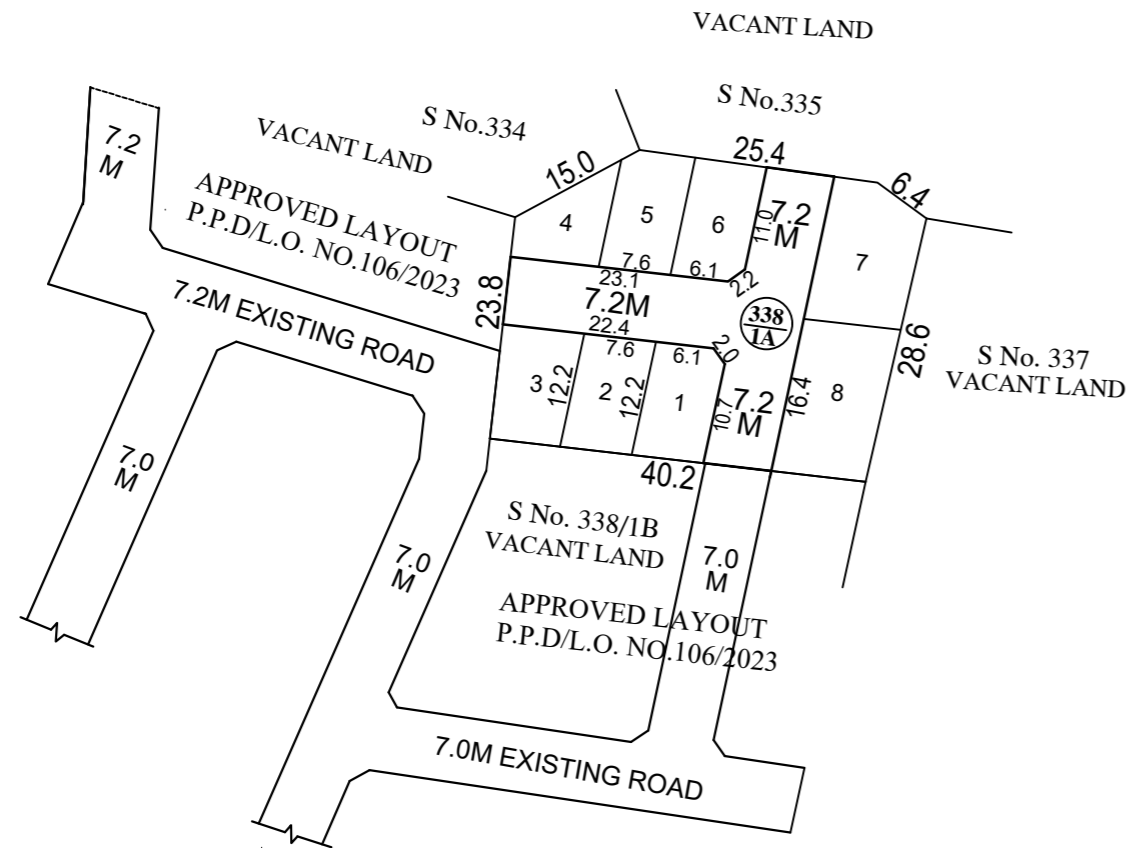 VACANT LAND
S No.335
S No.334
VACANT LAND
7.2
M
APPROVED LAYOUT
P.P.D/L.O. NO.106/2023
7.2M EXISTING ROAD
15.0
25.4
6.4
4
5
6
11.0
7.2
M
7
7.6
6.1
23.1
2.2
23.8
7.2M
338
1A
22.4
7.6
6.1
2.0
28.6
S No. 337
VACANT LAND
3
12.2
2
12.2
1
10.7
7.2
M
16.4
8
40.2
7.0
M
S No. 338/1B
VACANT LAND
7.0
M
7.0
M
APPROVED LAYOUT
P.P.D/L.O. NO.106/2023
7.0M EXISTING ROAD